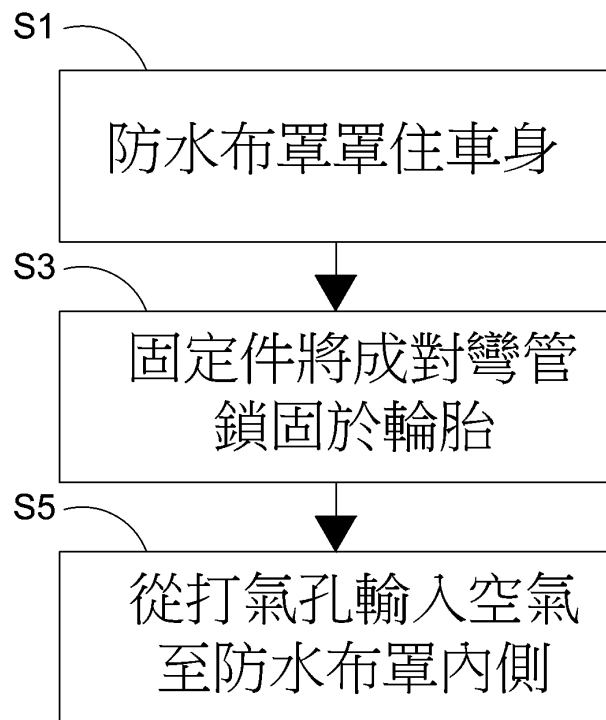 S1
防水布罩罩住車身
S3
固定件將成對彎管
鎖固於輪胎
S5
從打氣孔輸入空氣
至防水布罩內側